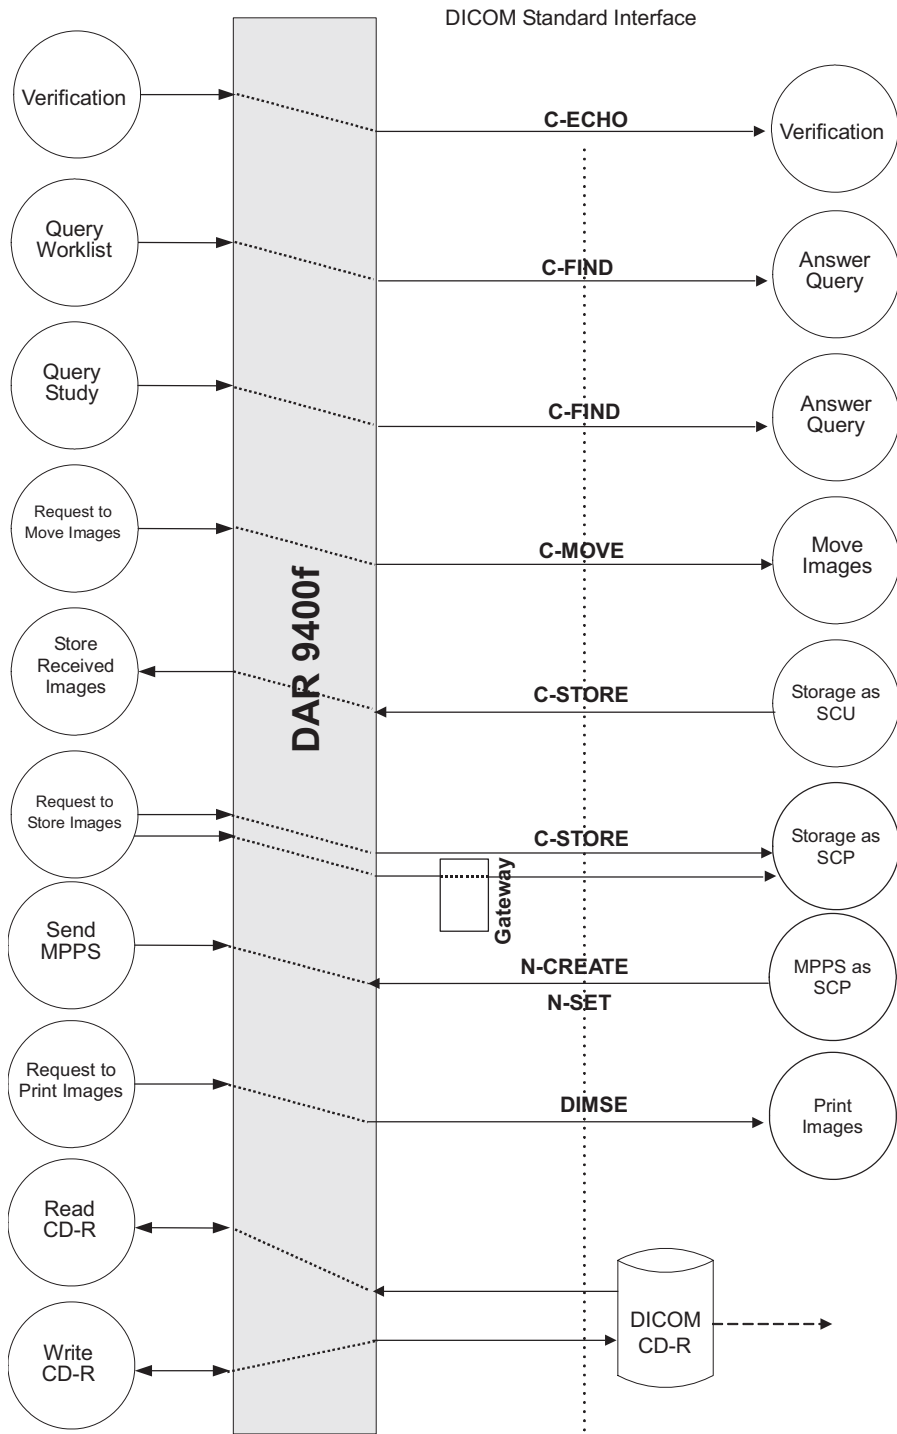 DICOM Standard Interface
Verification
C-ECHO
Verification
Query
Worklist
C-FIND
Answer
Query
Query
Study
C-FIND
Answer
Query
Request to
Move Images
C-MOVE
Move
Images
DAR 9400f
Store
Received
Images
C-STORE
Storage as
SCU
Request to
Store Images
C-STORE
Storage as
SCP
Gateway
Send
MPPS
N-CREATE
N-SET
MPPS as
SCP
Request to
Print Images
DIMSE
Print
Images
Read
CD-R
DICOM
CD-R
Write
CD-R